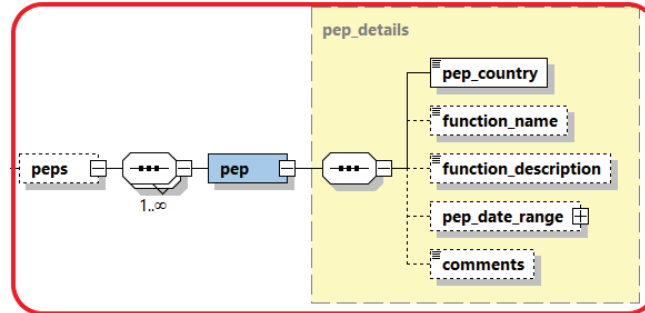 pep_details
pep_country
function_name
peps
pep
function_description
1..∞
pep_date_range
comments